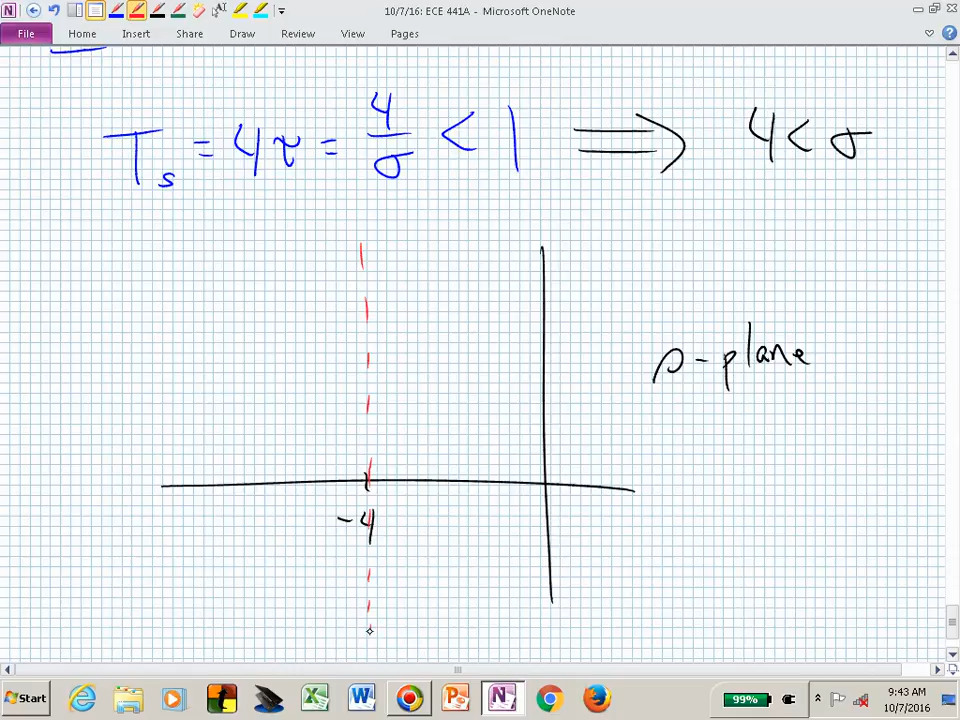 10/7/16: ECE 441A - Microsoft OneNote
File Home Insert Share Draw Review View Pages
T_s = 4τ = 4/σ < 1 ⟹ 4 < σ
s-plane
-4
Start 99% 9:43 AM
10/7/2016